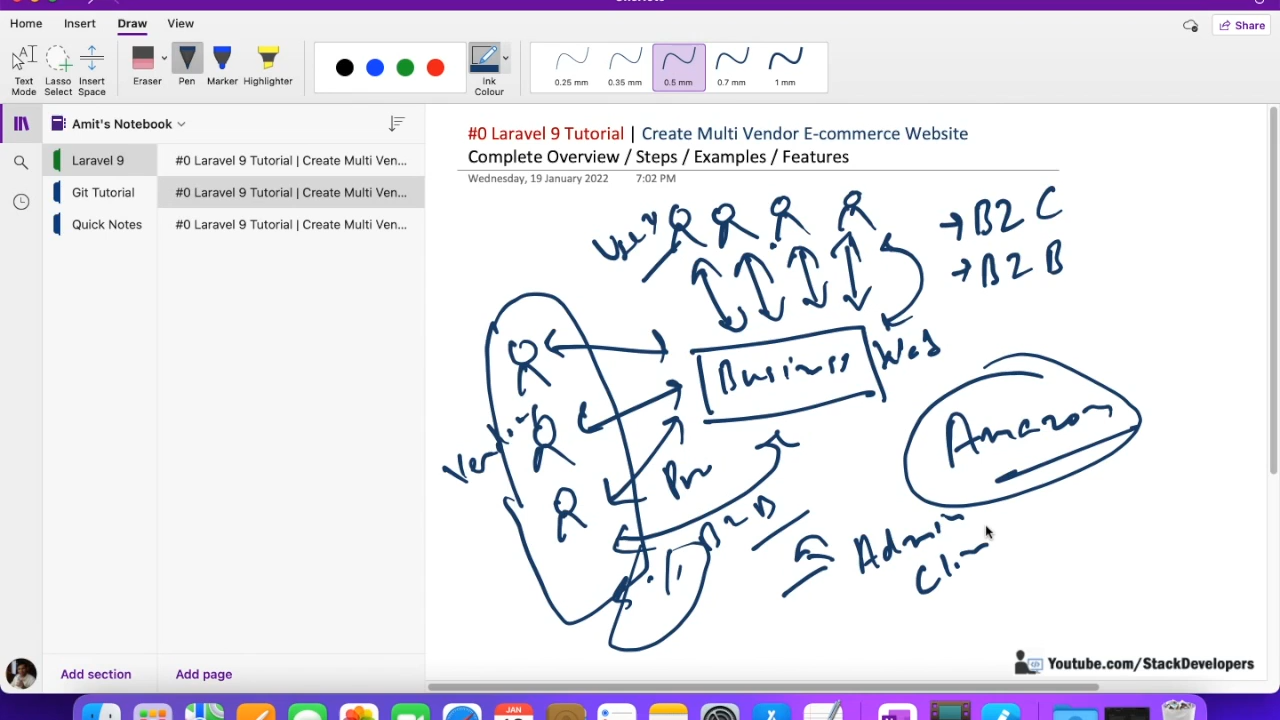 Home Insert Draw View
Share
Text Mode
Lasso Select
Insert Space
Eraser
Pen
Marker
Highlighter
Ink Colour
0.25 mm
0.35 mm
0.5 mm
0.7 mm
1 mm
Amit's Notebook
Laravel 9
Git Tutorial
Quick Notes
#0 Laravel 9 Tutorial | Create Multi Ven...
#0 Laravel 9 Tutorial | Create Multi Ven...
#0 Laravel 9 Tutorial | Create Multi Ven...
#0 Laravel 9 Tutorial | Create Multi Vendor E-commerce Website
Complete Overview / Steps / Examples / Features
Wednesday, 19 January 2022 7:02 PM
→ B2C
→ B2B
Business
Web
Amazon
B2B
Admin
Youtube.com/StackDevelopers
Add section
Add page
JAN